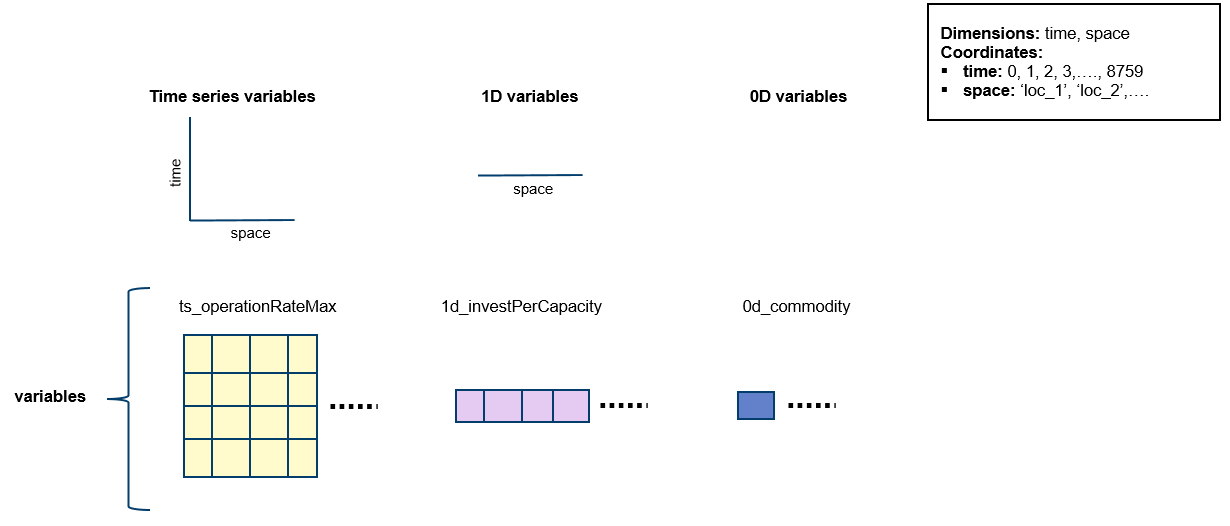 Dimensions: time, space
Coordinates:
▪ time: 0, 1, 2, 3,…., 8759
▪ space: ‘loc_1’, ‘loc_2’,….
Time series variables
1D variables
0D variables
time
space
space
ts_operationRateMax
1d_investPerCapacity
0d_commodity
variables